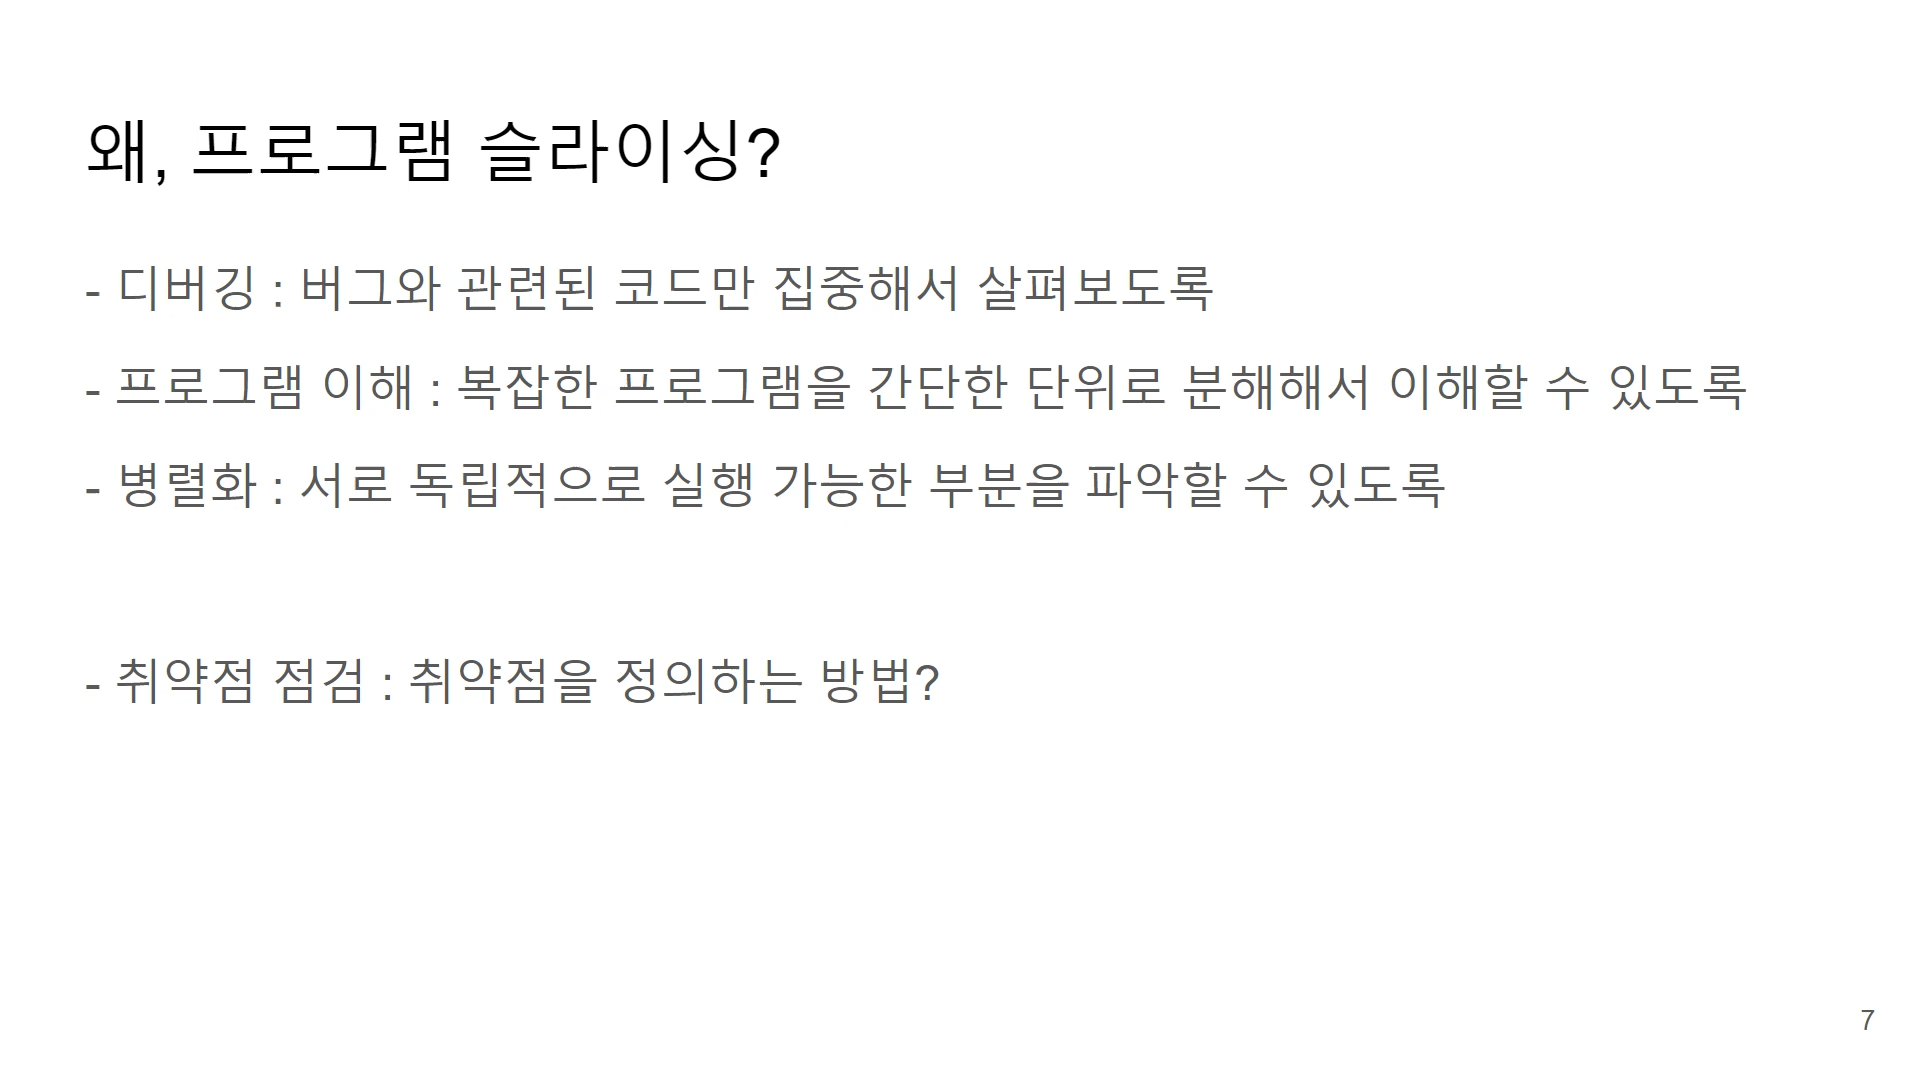 왜, 프로그램 슬라이싱?
- 디버깅 : 버그와 관련된 코드만 집중해서 살펴보도록
- 프로그램 이해 : 복잡한 프로그램을 간단한 단위로 분해해서 이해할 수 있도록
- 병렬화 : 서로 독립적으로 실행 가능한 부분을 파악할 수 있도록
- 취약점 점검 : 취약점을 정의하는 방법?
7